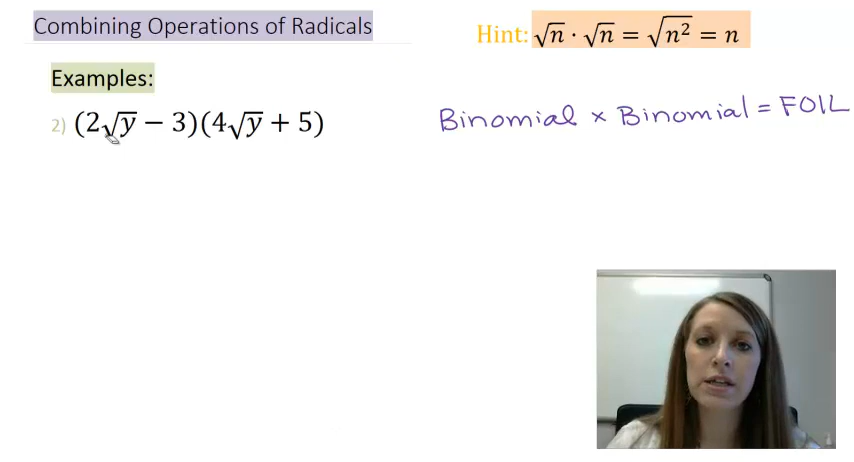 Combining Operations of Radicals
Hint: √n · √n = √n² = n
Examples:
Binomial × Binomial = FOIL
2) (2√y − 3)(4√y + 5)